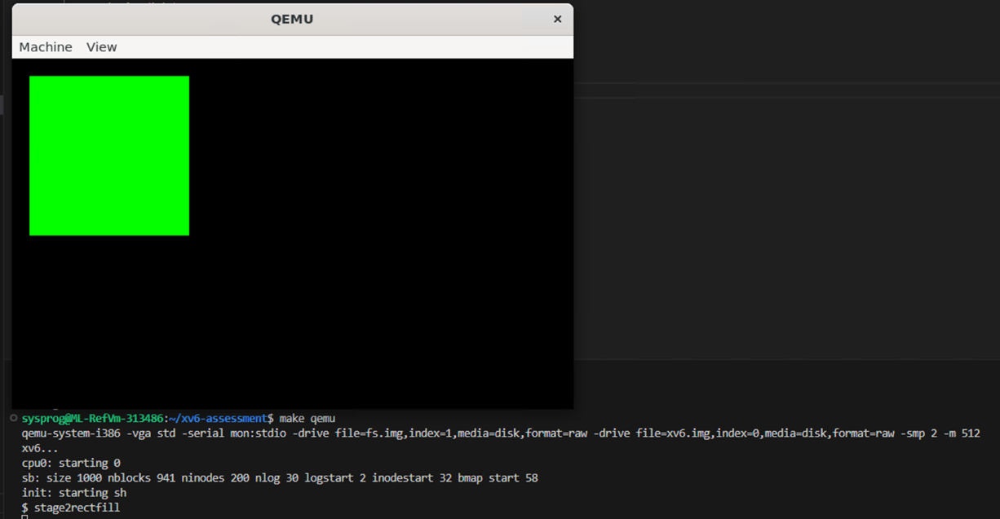 QEMU
Machine View
sysprog@ML-RefVm-313486:~/xv6-assessment$ make qemu
qemu-system-i386 -vga std -serial mon:stdio -drive file=fs.img,index=1,media=disk,format=raw -drive file=xv6.img,index=0,media=disk,format=raw -smp 2 -m 512
xv6...
cpu0: starting 0
sb: size 1000 nblocks 941 ninodes 200 nlog 30 logstart 2 inodestart 32 bmap start 58
init: starting sh
$ stage2rectfill